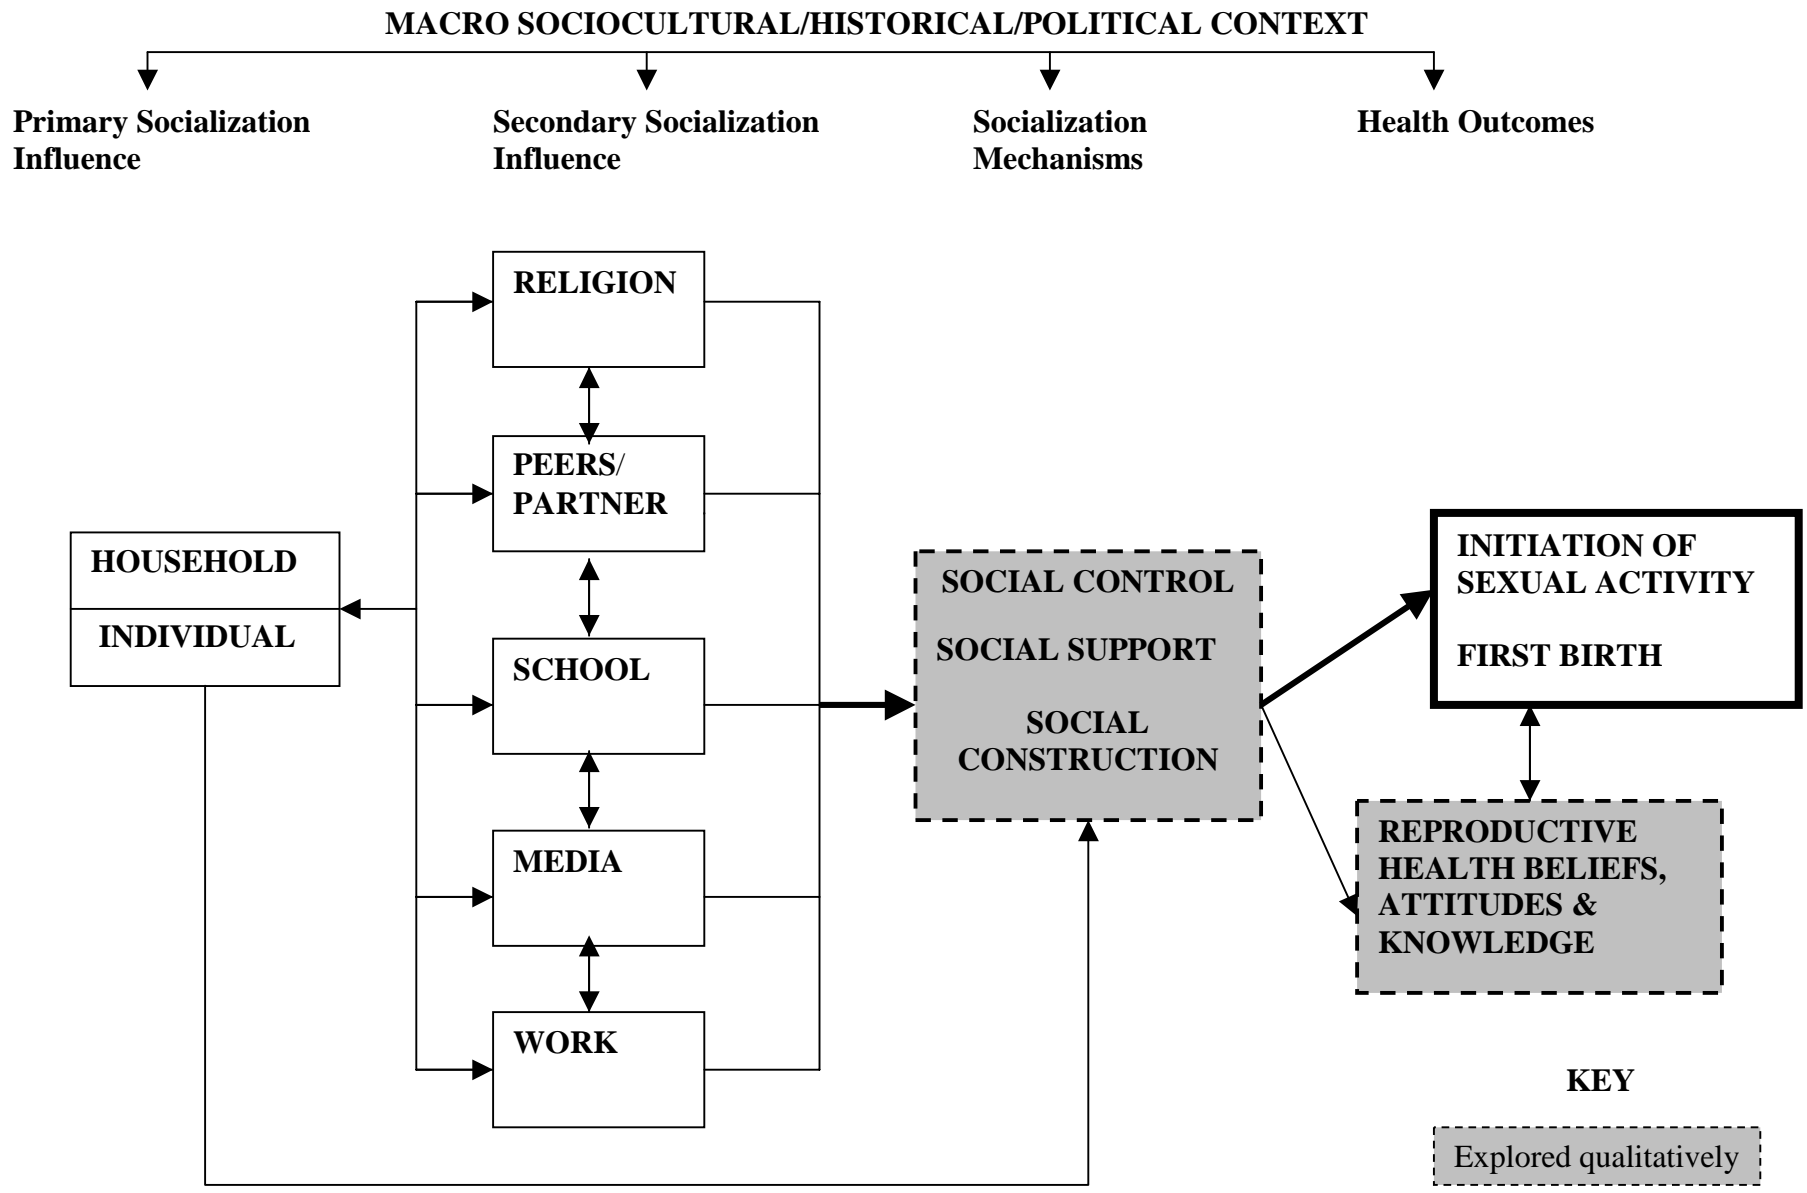 MACRO SOCIOCULTURAL/HISTORICAL/POLITICAL CONTEXT
Primary Socialization
Influence
Secondary Socialization
Influence
Socialization
Mechanisms
Health Outcomes
HOUSEHOLD
INDIVIDUAL
RELIGION
PEERS/
PARTNER
SCHOOL
MEDIA
WORK
SOCIAL CONTROL
SOCIAL SUPPORT
SOCIAL
CONSTRUCTION
INITIATION OF
SEXUAL ACTIVITY
FIRST BIRTH
REPRODUCTIVE
HEALTH BELIEFS,
ATTITUDES &
KNOWLEDGE
KEY
Explored qualitatively